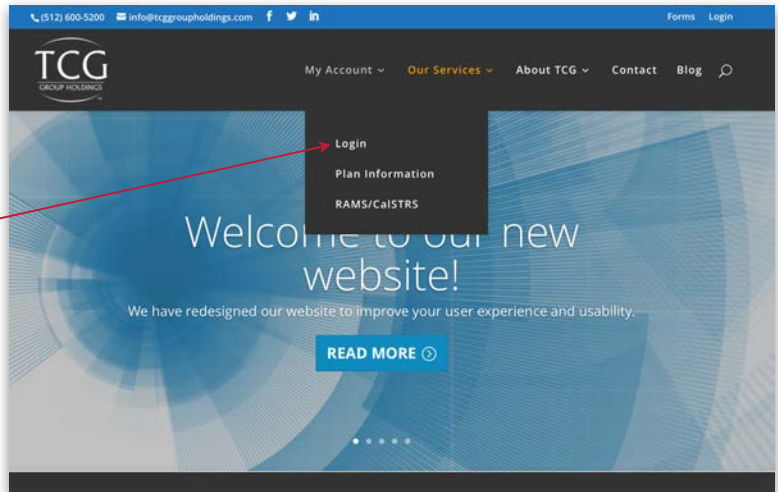 (512) 600-5200 info@tcggroupholdings.com Forms Login
TCG
GROUP HOLDINGS
My Account Our Services About TCG Contact Blog
Login
Plan Information
RAMS/CalSTRS
Welcome to our new
website!
We have redesigned our website to improve your user experience and usability.
READ MORE